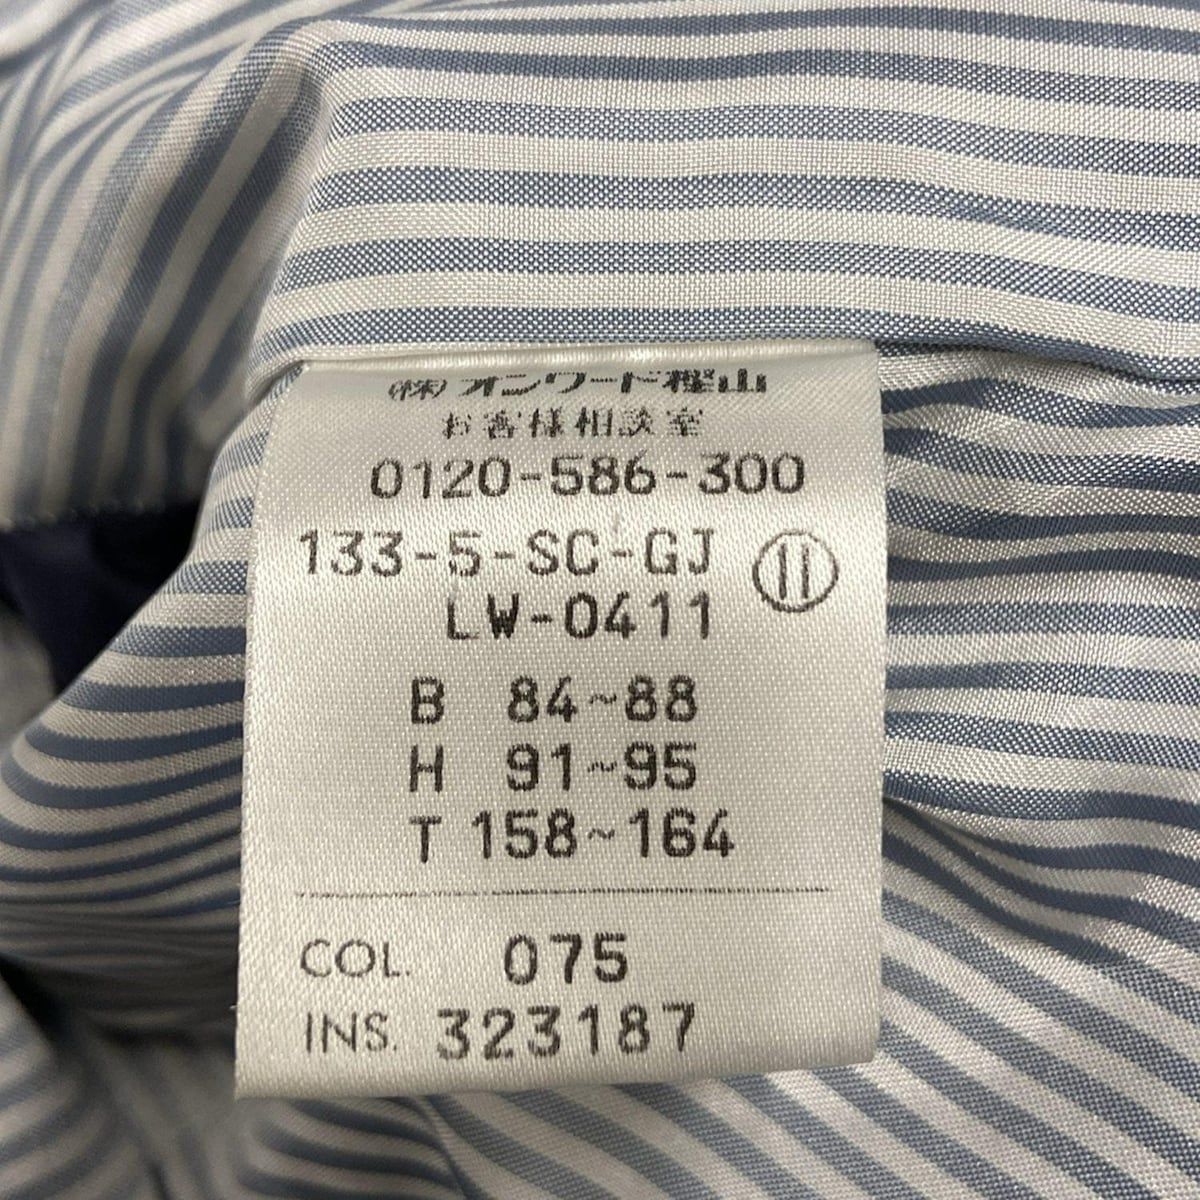 (株)オンワード樫山
お客様相談室
0120-586-300
133-5-SC-GJ
LW-0411
11
B 84~88
H 91~95
T 158~164
COL. 075
INS. 323187